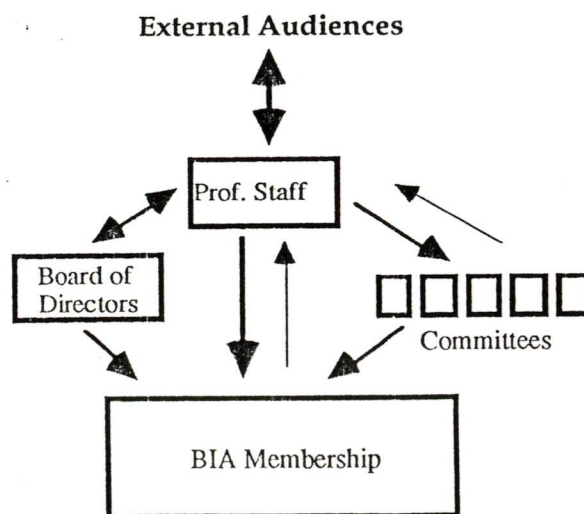 External Audiences
Prof. Staff
Board of
Directors
Committees
BIA Membership